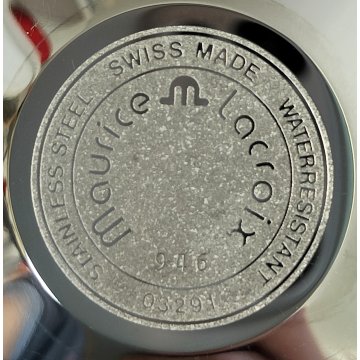 STAINLESS STEEL SWISS MADE WATERRESISTANT
maurice lacroix
946
03291